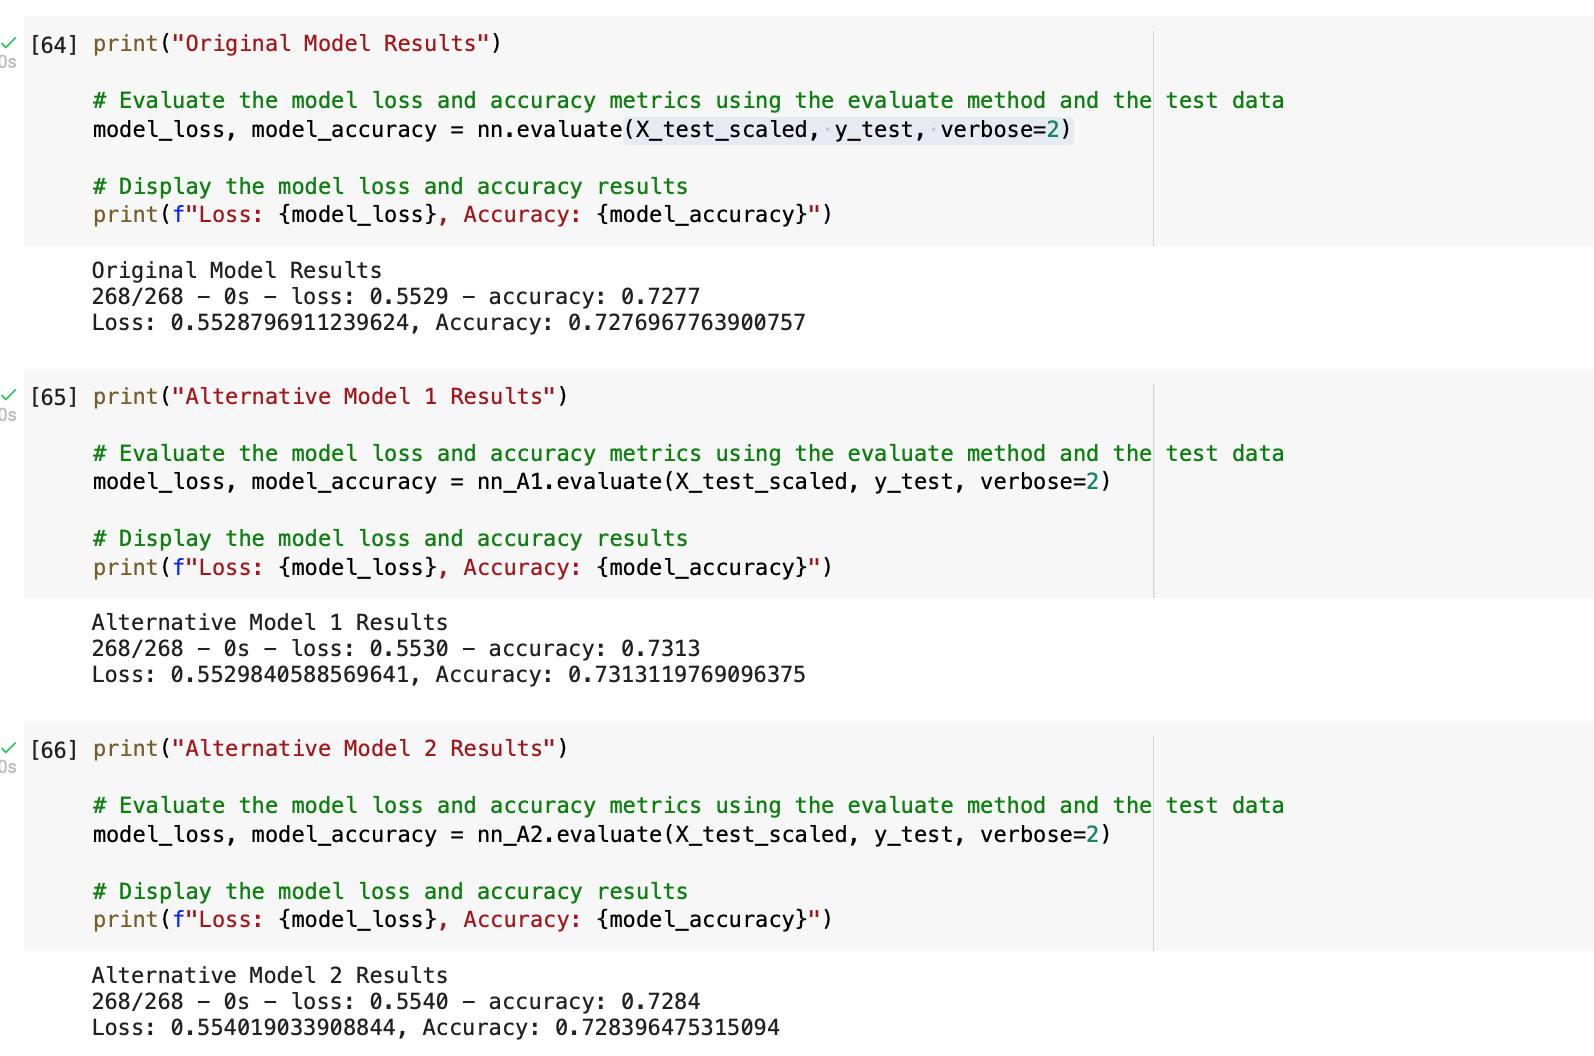 [64] print("Original Model Results")
0s
# Evaluate the model loss and accuracy metrics using the evaluate method and the test data
model_loss, model_accuracy = nn.evaluate(X_test_scaled, y_test, verbose=2)
# Display the model loss and accuracy results
print(f"Loss: {model_loss}, Accuracy: {model_accuracy}")
Original Model Results
268/268 - 0s - loss: 0.5529 - accuracy: 0.7277
Loss: 0.5528796911239624, Accuracy: 0.7276967763900757
[65] print("Alternative Model 1 Results")
0s
# Evaluate the model loss and accuracy metrics using the evaluate method and the test data
model_loss, model_accuracy = nn_A1.evaluate(X_test_scaled, y_test, verbose=2)
# Display the model loss and accuracy results
print(f"Loss: {model_loss}, Accuracy: {model_accuracy}")
Alternative Model 1 Results
268/268 - 0s - loss: 0.5530 - accuracy: 0.7313
Loss: 0.5529840588569641, Accuracy: 0.7313119769096375
[66] print("Alternative Model 2 Results")
0s
# Evaluate the model loss and accuracy metrics using the evaluate method and the test data
model_loss, model_accuracy = nn_A2.evaluate(X_test_scaled, y_test, verbose=2)
# Display the model loss and accuracy results
print(f"Loss: {model_loss}, Accuracy: {model_accuracy}")
Alternative Model 2 Results
268/268 - 0s - loss: 0.5540 - accuracy: 0.7284
Loss: 0.554019033908844, Accuracy: 0.728396475315094